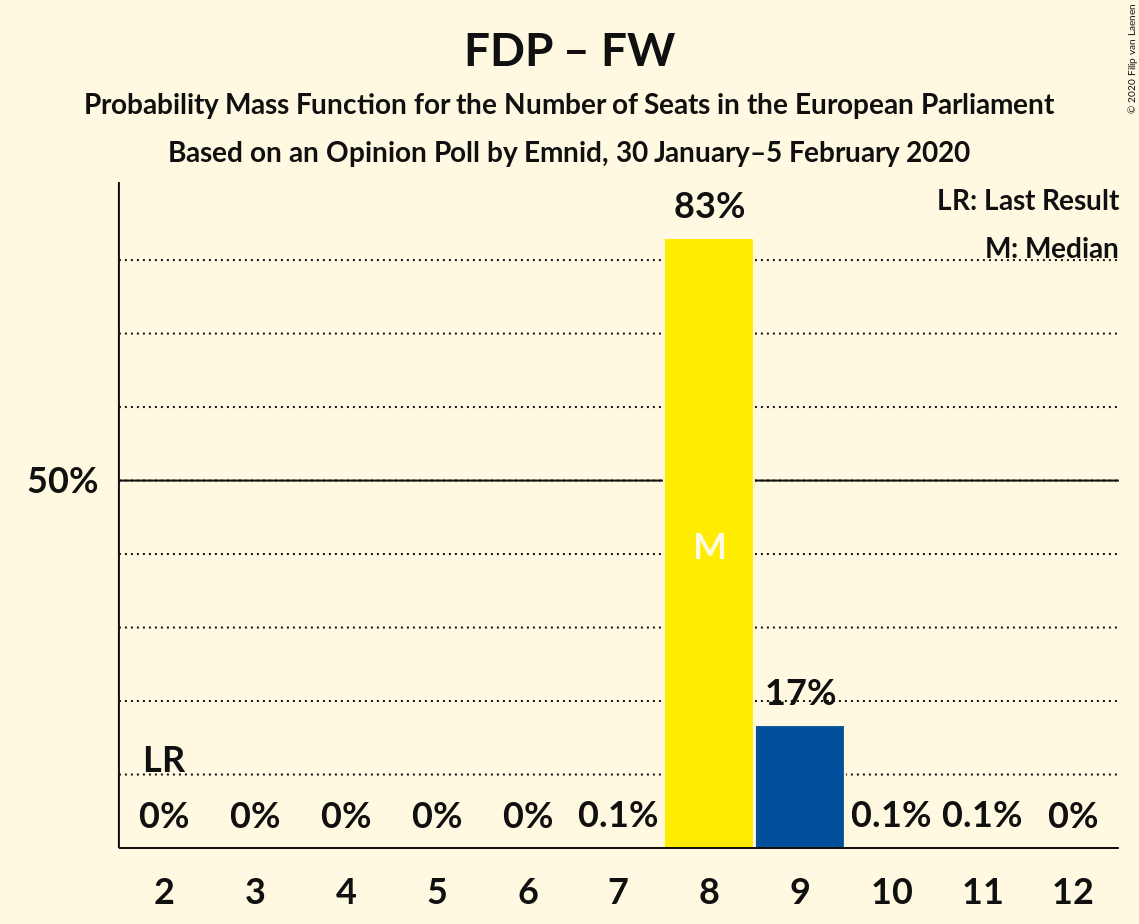 FDP – FW
Probability Mass Function for the Number of Seats in the European Parliament
Based on an Opinion Poll by Emnid, 30 January–5 February 2020
© 2020 Filip van Laenen
LR: Last Result
M: Median
83%
50%
M
17%
LR
0% 0% 0% 0% 0% 0.1% 0.1% 0.1% 0%
2 3 4 5 6 7 8 9 10 11 12